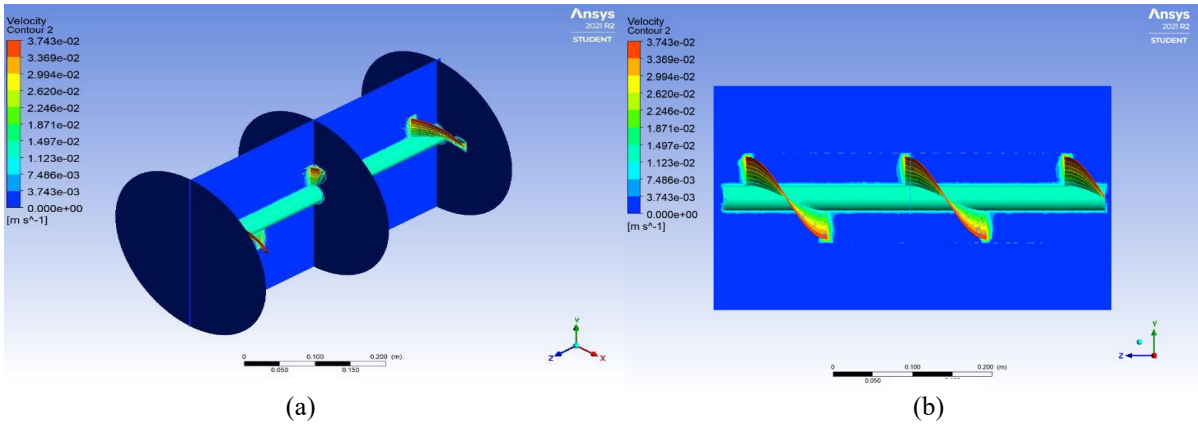 Velocity
Contour 2
3.743e-02
3.369e-02
2.994e-02
2.620e-02
2.246e-02
1.871e-02
1.497e-02
1.123e-02
7.486e-03
3.743e-03
0.000e+00
[m s^-1]
Ansys
2021 R2
STUDENT
0 0.100 0.200 (m)
0.050 0.150
Y
Z X
(a)
Velocity
Contour 2
3.743e-02
3.369e-02
2.994e-02
2.620e-02
2.246e-02
1.871e-02
1.497e-02
1.123e-02
7.486e-03
3.743e-03
0.000e+00
[m s^-1]
Ansys
2021 R2
STUDENT
0 0.100 0.200 (m)
0.050
Y
Z
(b)